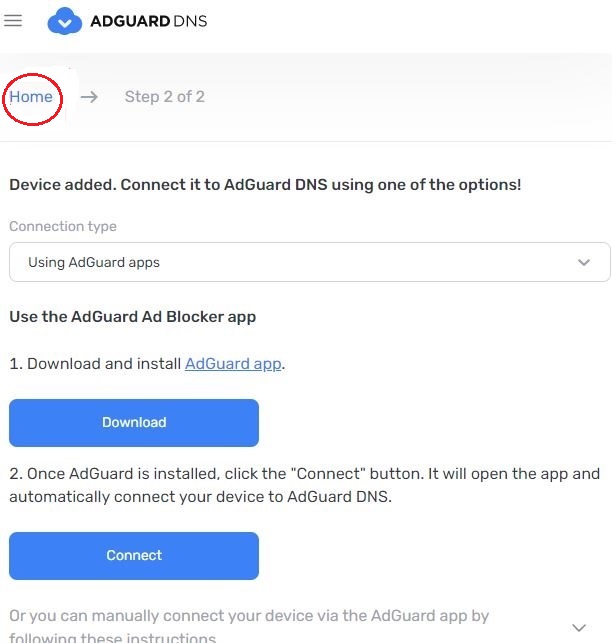 ADGUARD DNS
Home → Step 2 of 2
Device added. Connect it to AdGuard DNS using one of the options!
Connection type
Using AdGuard apps
Use the AdGuard Ad Blocker app
1. Download and install AdGuard app.
Download
2. Once AdGuard is installed, click the "Connect" button. It will open the app and
automatically connect your device to AdGuard DNS.
Connect
Or you can manually connect your device via the AdGuard app by
following these instructions